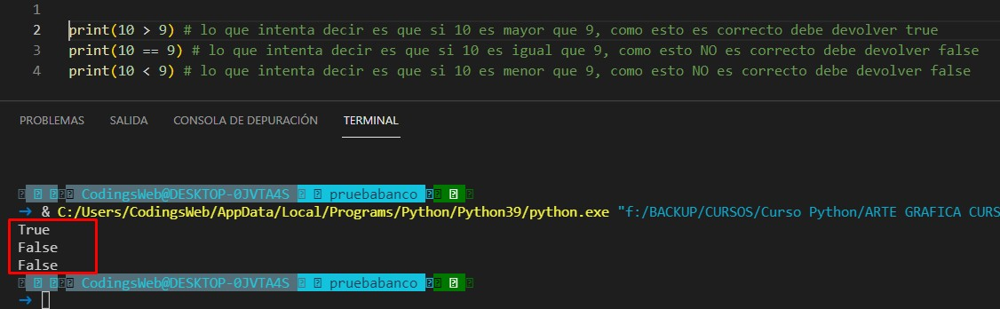 1
2 print(10 > 9) # lo que intenta decir es que si 10 es mayor que 9, como esto es correcto debe devolver true
3 print(10 == 9) # lo que intenta decir es que si 10 es igual que 9, como esto NO es correcto debe devolver false
4 print(10 < 9) # lo que intenta decir es que si 10 es menor que 9, como esto NO es correcto debe devolver false
PROBLEMAS SALIDA CONSOLA DE DEPURACIÓN TERMINAL
CodingsWeb@DESKTOP-0JVTA4S pruebabanco
→ & C:/Users/CodingsWeb/AppData/Local/Programs/Python/Python39/python.exe "f:/BACKUP/CURSOS/Curso Python/ARTE GRAFICA CURS
True
False
False
CodingsWeb@DESKTOP-0JVTA4S pruebabanco
→